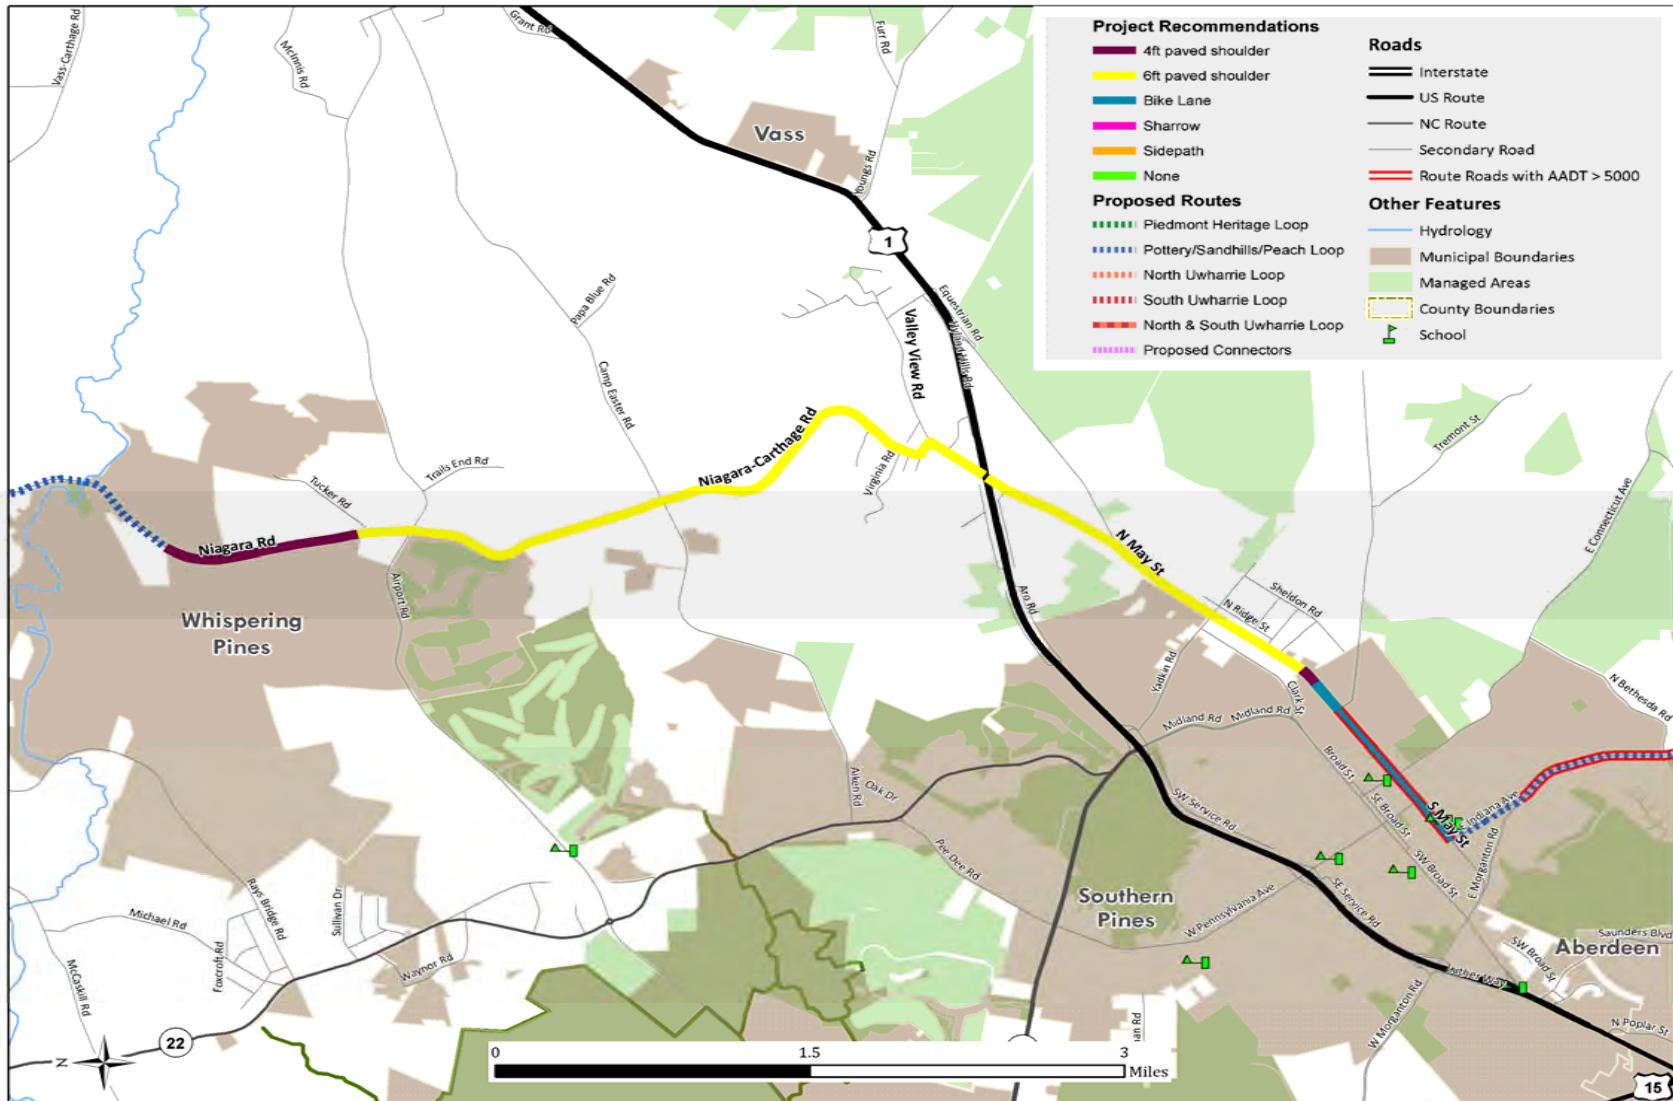 Project Recommendations
4ft paved shoulder
6ft paved shoulder
Bike Lane
Sharrow
Sidepath
None
Proposed Routes
Piedmont Heritage Loop
Pottery/Sandhills/Peach Loop
North Uwharrie Loop
South Uwharrie Loop
North & South Uwharrie Loop
Proposed Connectors
Roads
Interstate
US Route
NC Route
Secondary Road
Route Roads with AADT > 5000
Other Features
Hydrology
Municipal Boundaries
Managed Areas
County Boundaries
School
Vass-Carthage Rd
McInnis Rd
Grant Rd
Furr Rd
Vass
Youngs Rd
1
Equestrian Rd
Valley View Rd
Papa Blue Rd
Camp Easter Rd
Niagara-Carthage Rd
Virginia Rd
Trails End Rd
Tucker Rd
Niagara Rd
Airport Rd
Whispering
Pines
N May St
Aro Rd
Tremont St
E Connecticut Ave
Sheldon Rd
N Ridge St
Yadkin Rd
Clark St
N Bethesda Rd
Midland Rd
Midland Rd
Broad St
SE Broad St
S May St
Indiana Ave
E Morganton Rd
SW Broad St
Aiken Rd
Oak Dr
SW Service Rd
Pee Dee Rd
Southern
Pines
W Pennsylvania Ave
SE Service Rd
Saunders Blvd
Aberdeen
SW Broad St
W Morganton Rd
N Poplar St
15
Rays Bridge Rd
Sullivan Dr
Michael Rd
Foxcroft Rd
Waynor Rd
McCaskill Rd
22
N
0
1.5
3
Miles